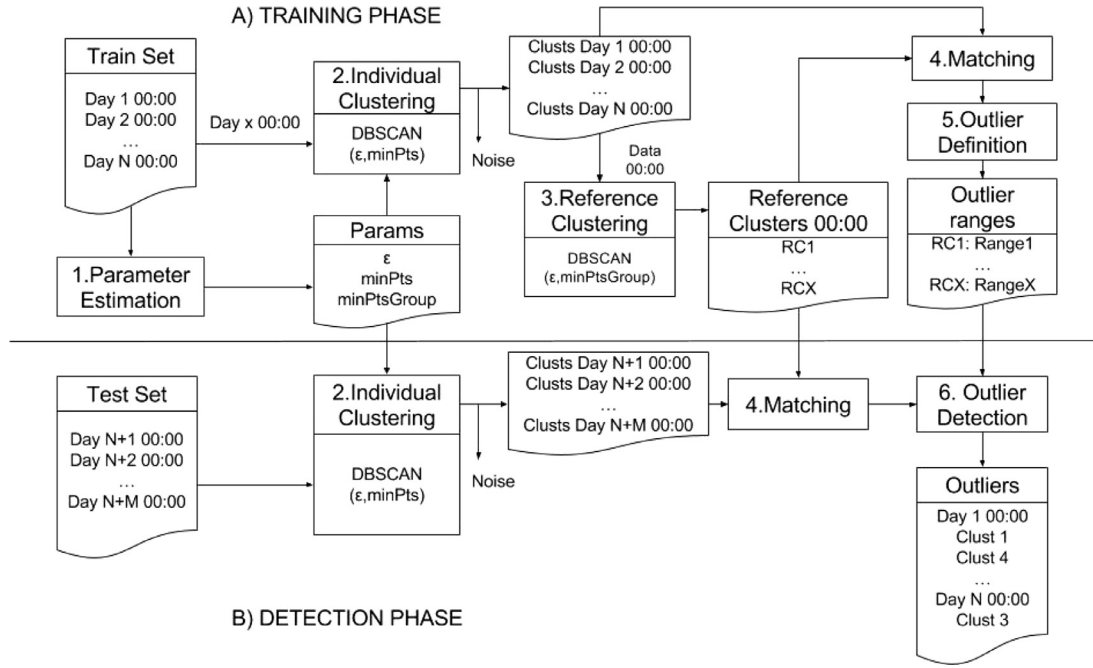 A) TRAINING PHASE
Train Set
Day 1 00:00
Day 2 00:00
...
Day N 00:00
Day x 00:00
1.Parameter
Estimation
2.Individual
Clustering
DBSCAN
(ε,minPts)
Noise
Params
ε
minPts
minPtsGroup
Clusts Day 1 00:00
Clusts Day 2 00:00
...
Clusts Day N 00:00
Data
00:00
3.Reference
Clustering
DBSCAN
(ε,minPtsGroup)
Reference
Clusters 00:00
RC1
...
RCX
4.Matching
5.Outlier
Definition
Outlier
ranges
RC1: Range1
...
RCX: RangeX
Test Set
Day N+1 00:00
Day N+2 00:00
...
Day N+M 00:00
2.Individual
Clustering
DBSCAN
(ε,minPts)
Noise
Clusts Day N+1 00:00
Clusts Day N+2 00:00
...
Clusts Day N+M 00:00
4.Matching
6. Outlier
Detection
Outliers
Day 1 00:00
Clust 1
Clust 4
...
Day N 00:00
Clust 3
B) DETECTION PHASE